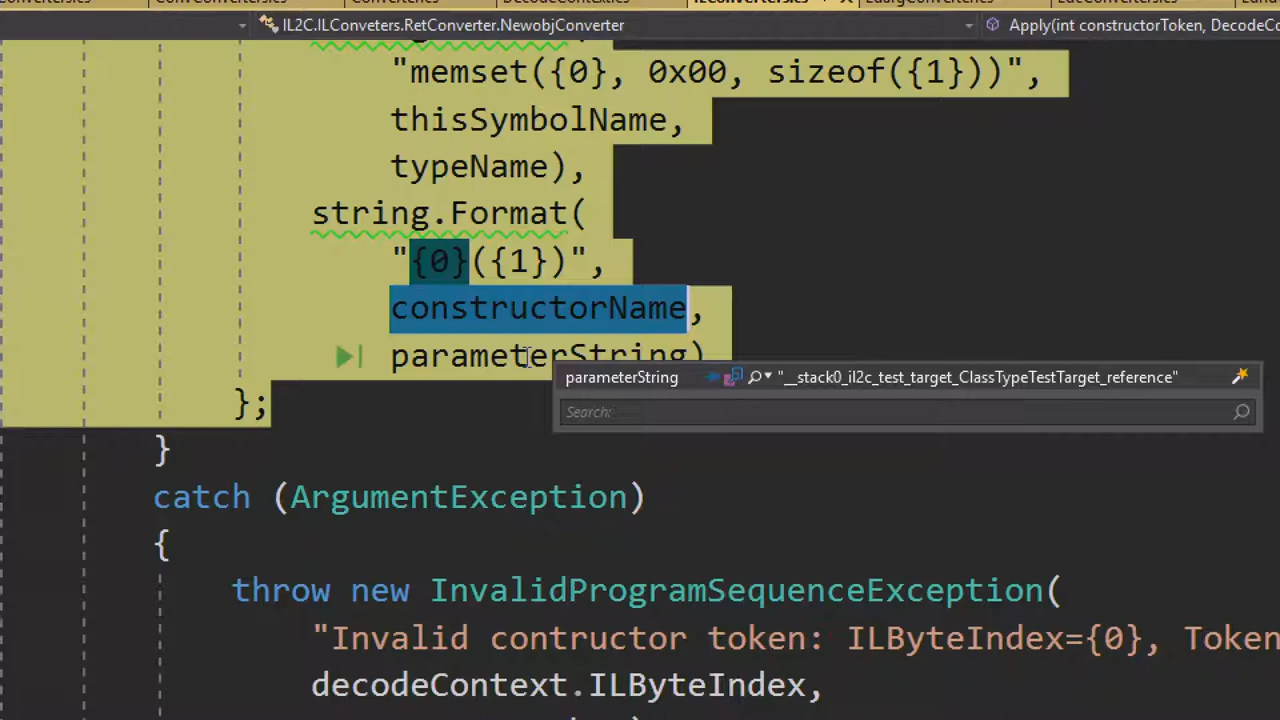 IL2C.ILConveters.RetConverter.NewobjConverter
Apply(int constructorToken, DecodeCo
"memset({0}, 0x00, sizeof({1}))",
thisSymbolName,
typeName),
string.Format(
"{0}({1})",
constructorName,
parameterString)
parameterString "__stack0_il2c_test_target_ClassTypeTestTarget_reference"
Search:
};
}
catch (ArgumentException)
{
throw new InvalidProgramSequenceException(
"Invalid contructor token: ILByteIndex={0}, Token
decodeContext.ILByteIndex,